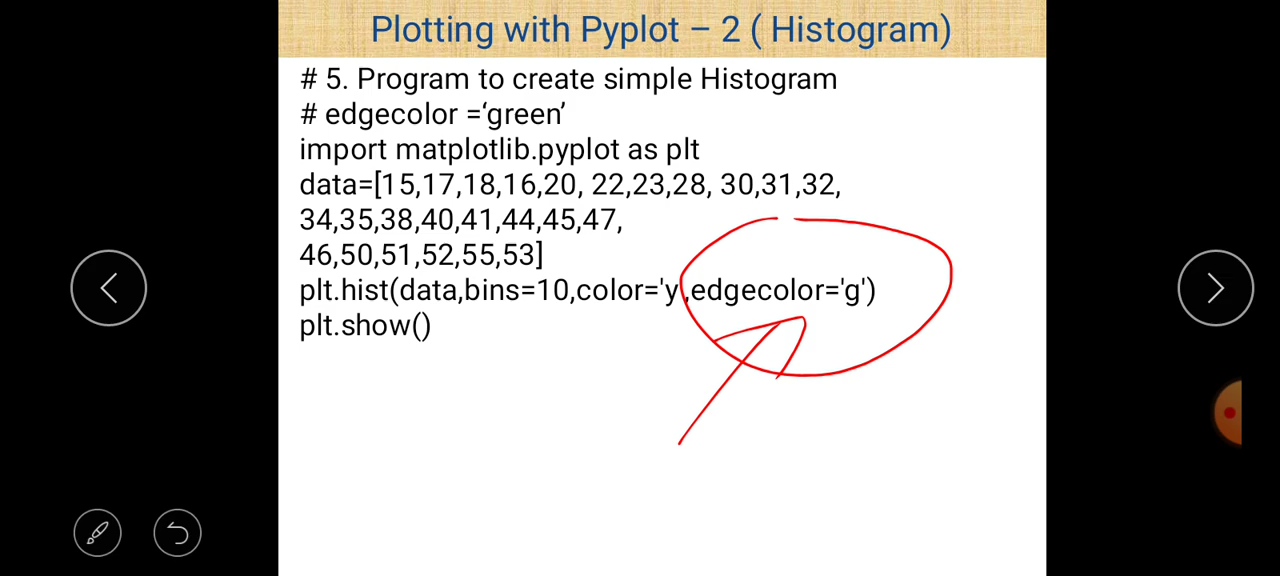 Plotting with Pyplot – 2 ( Histogram)
# 5. Program to create simple Histogram
# edgecolor =‘green’
import matplotlib.pyplot as plt
data=[15,17,18,16,20, 22,23,28, 30,31,32,
34,35,38,40,41,44,45,47,
46,50,51,52,55,53]
plt.hist(data,bins=10,color='y',edgecolor='g')
plt.show()